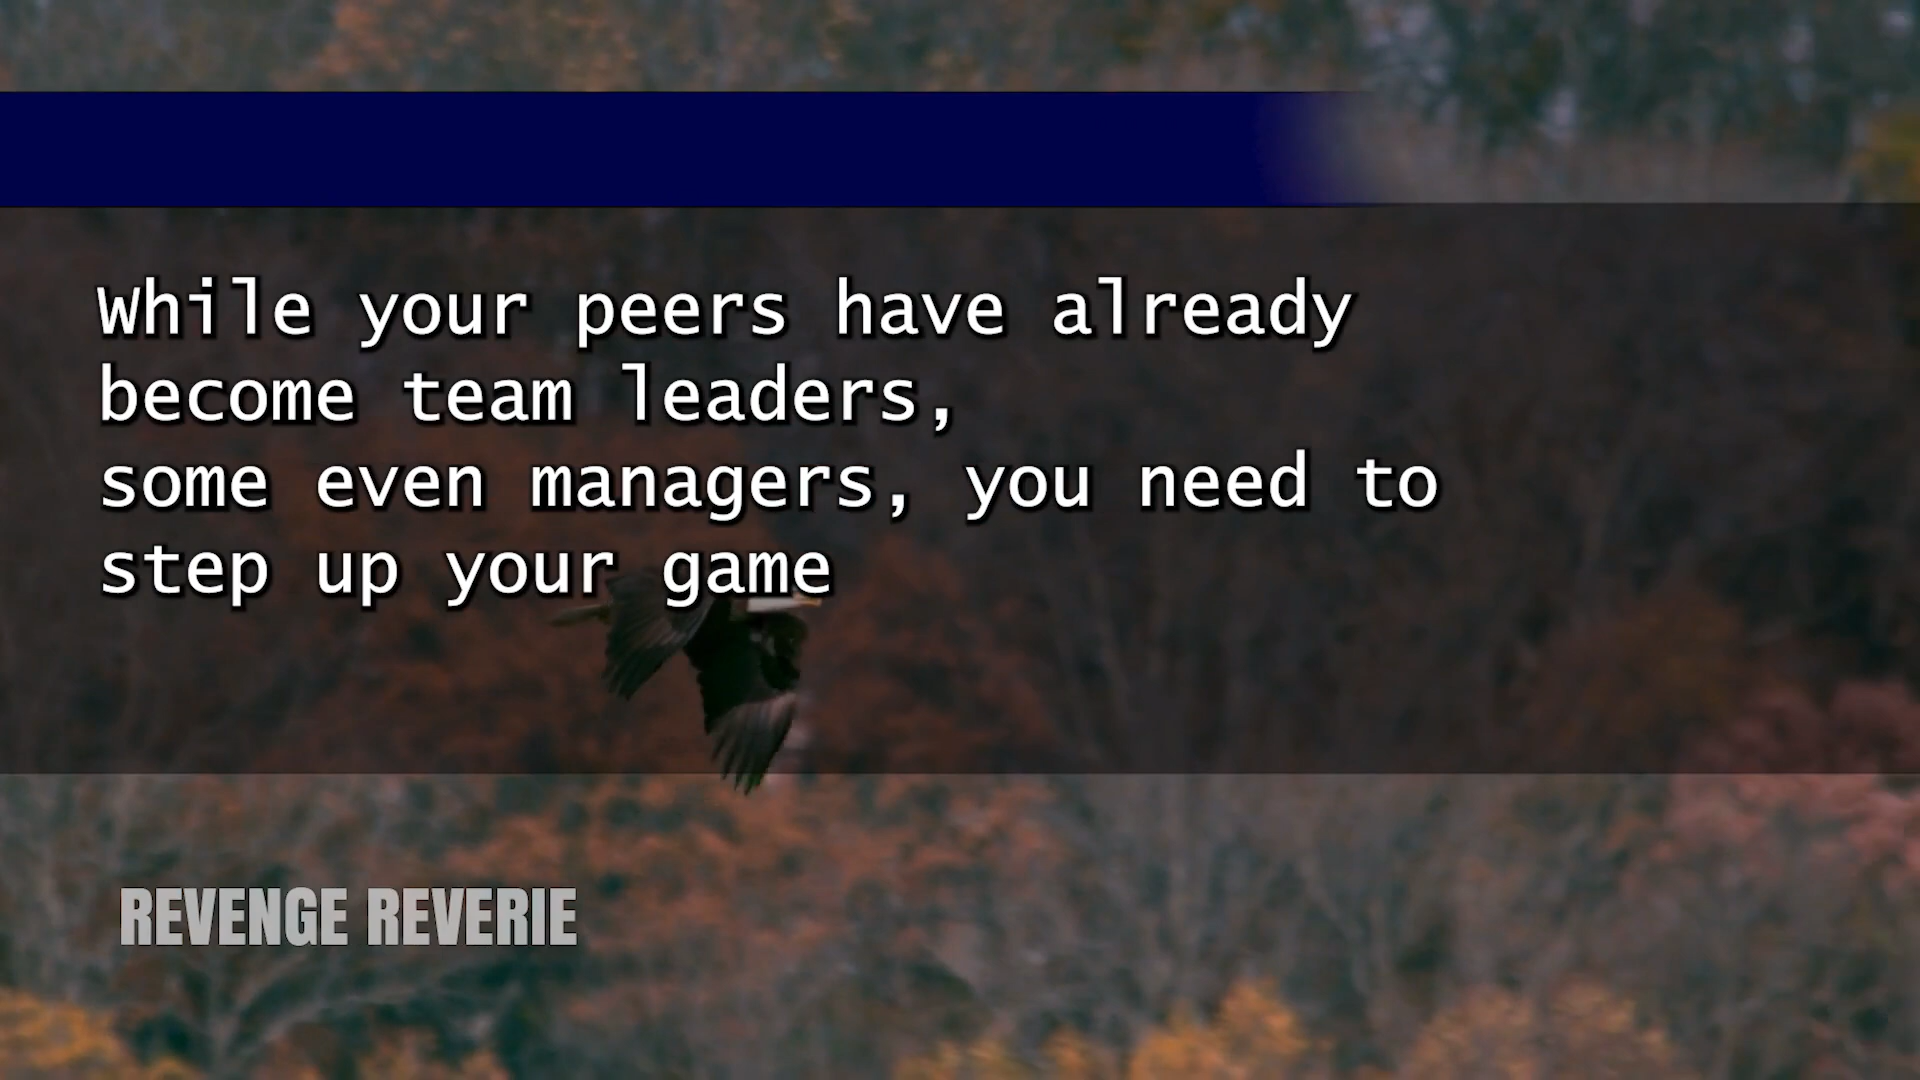 While your peers have already
become team leaders,
some even managers, you need to
step up your game
REVENGE REVERIE